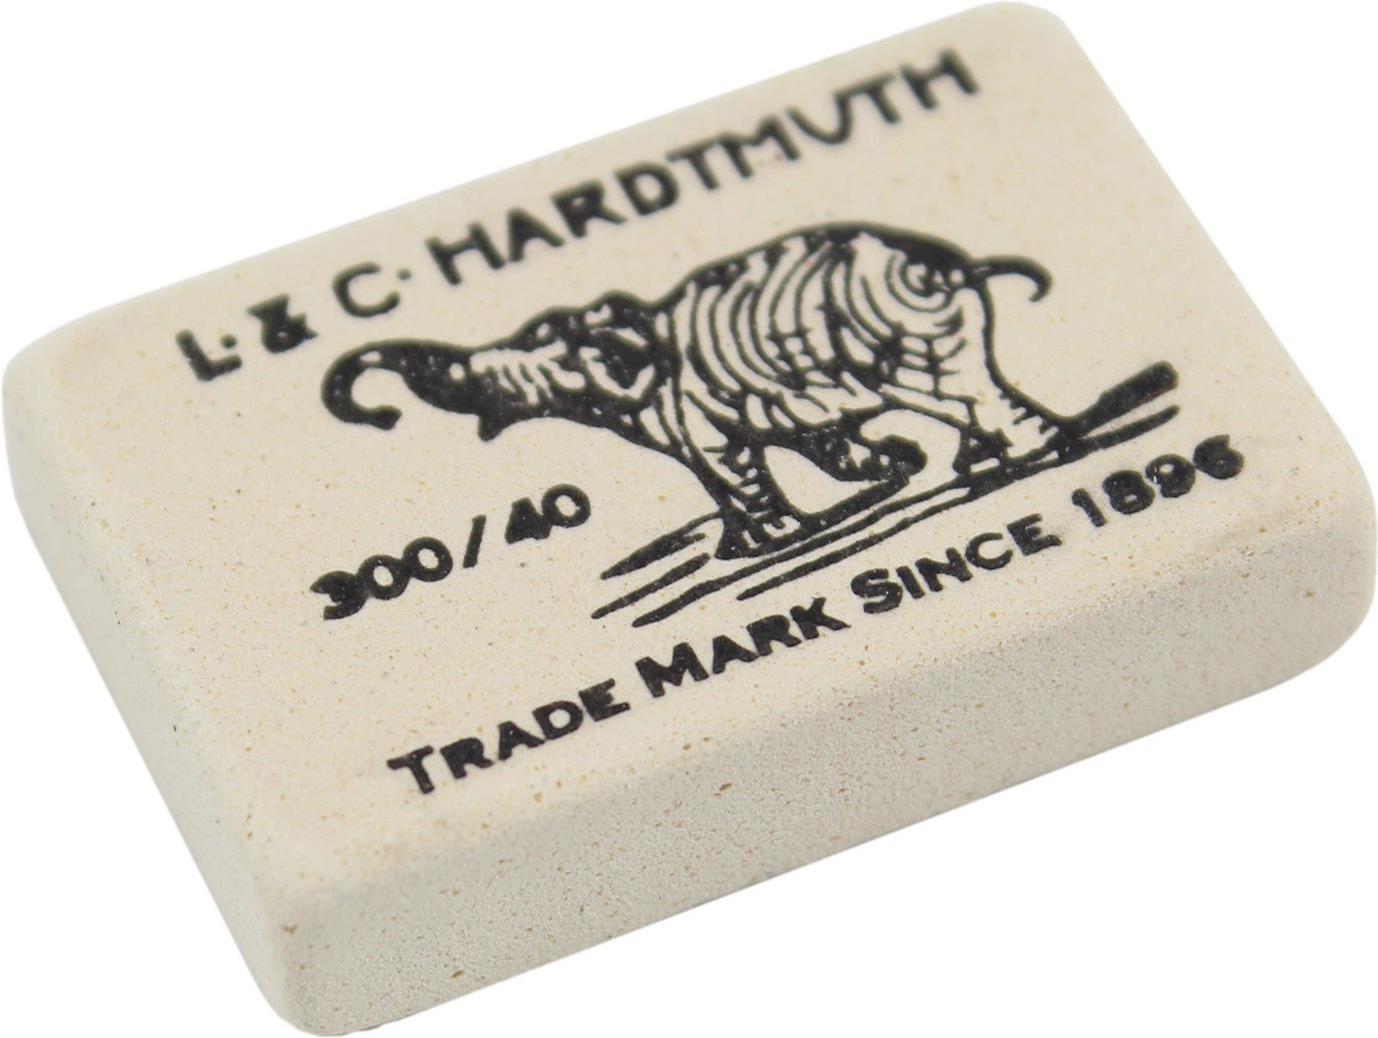 L. & C. HARDTMUTH
300/40
TRADE MARK SINCE 1896